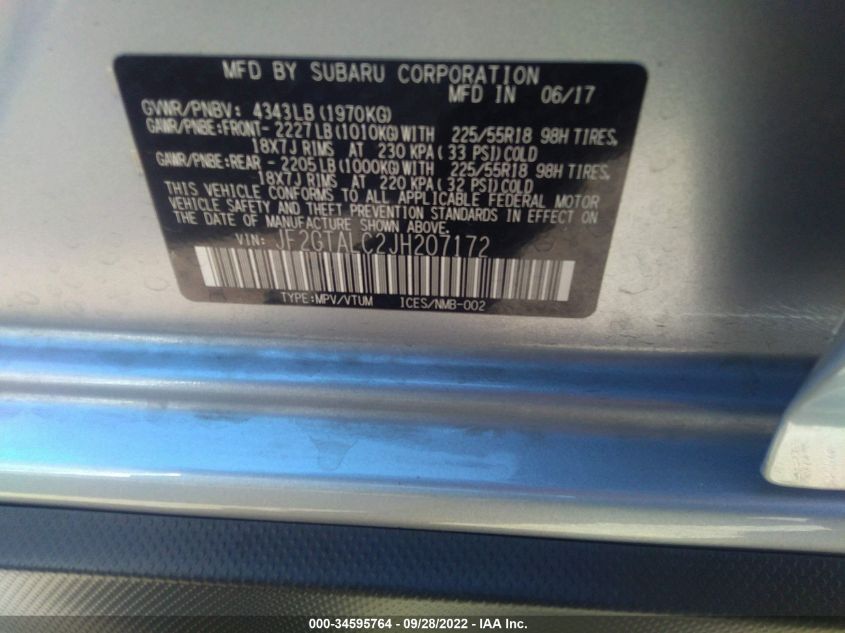 MFD BY SUBARU CORPORATION
MFD IN 06/17
GVWR/PNBV: 4343LB(1970KG)
GAWR/PNBE:FRONT- 2227LB(1010KG)WITH 225/55R18 98H TIRES,
18X7J RIMS AT 230 KPA(33 PSI)COLD
GAWR/PNBE:REAR - 2205LB(1000KG)WITH 225/55R18 98H TIRES,
18X7J RIMS AT 220 KPA(32 PSI)COLD
THIS VEHICLE CONFORMS TO ALL APPLICABLE FEDERAL MOTOR
VEHICLE SAFETY AND THEFT PREVENTION STANDARDS IN EFFECT ON
THE DATE OF MANUFACTURE SHOWN ABOVE.
VIN: JF2GTALC2JH207172
TYPE:MPV/VTUM ICES/NMB-002
000-34595764 / 09/28/2022 / IAA Inc.